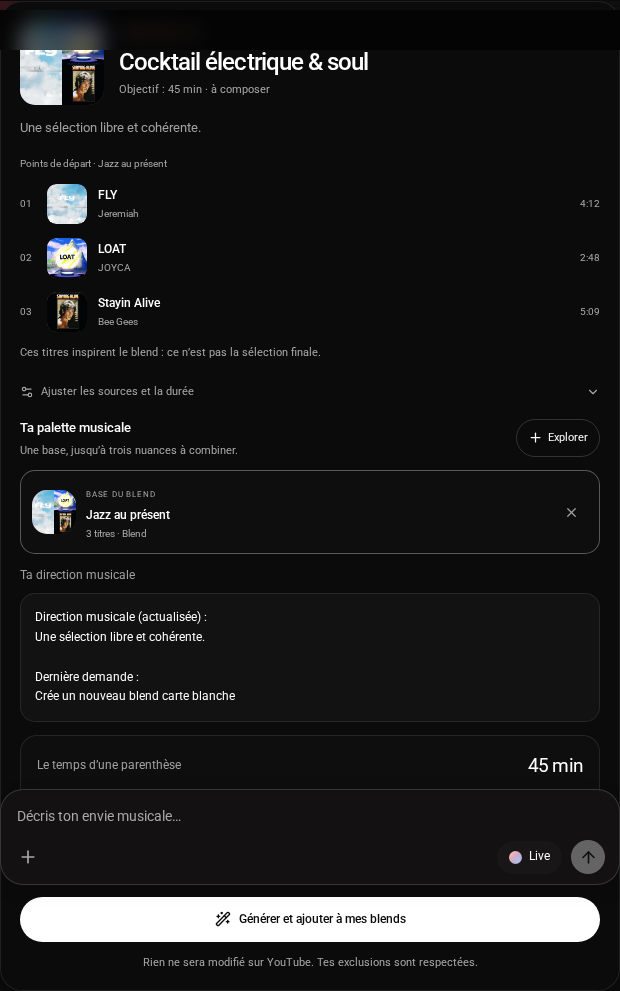 Cocktail électrique & soul
Objectif : 45 min · à composer
Une sélection libre et cohérente.
Points de départ · Jazz au présent
01
FLY
Jeremiah
4:12
02
LOAT
LOAT
JOYCA
2:48
03
Stayin Alive
Bee Gees
5:09
Ces titres inspirent le blend : ce n’est pas la sélection finale.
Ajuster les sources et la durée
Ta palette musicale
Une base, jusqu’à trois nuances à combiner.
Explorer
BASE DU BLEND
Jazz au présent
3 titres · Blend
Ta direction musicale
Direction musicale (actualisée) :
Une sélection libre et cohérente.
Dernière demande :
Crée un nouveau blend carte blanche
Le temps d’une parenthèse
45 min
Décris ton envie musicale…
Live
Générer et ajouter à mes blends
Rien ne sera modifié sur YouTube. Tes exclusions sont respectées.